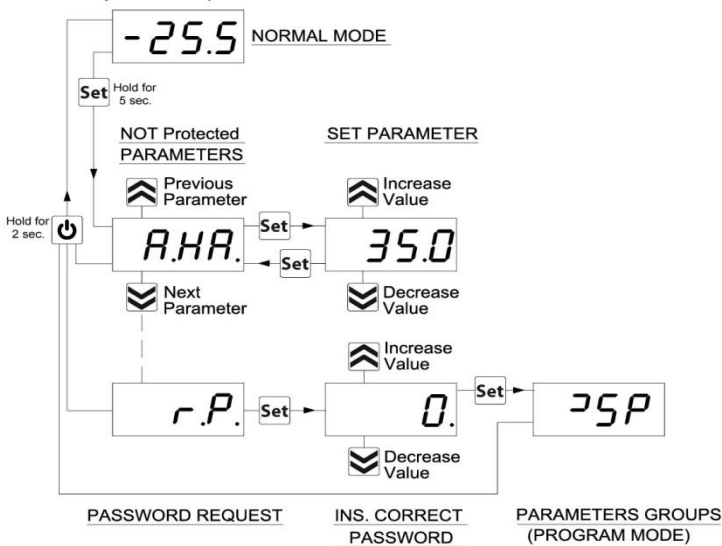 -25.5 NORMAL MODE
Set Hold for
5 sec.
NOT Protected
PARAMETERS
SET PARAMETER
Previous
Parameter
Increase
Value
Hold for
2 sec.
A.HA.
Set
Set
35.0
Next
Parameter
Decrease
Value
Increase
Value
r.P.
Set
0.
Set
SP
Decrease
Value
PASSWORD REQUEST
INS. CORRECT
PASSWORD
PARAMETERS GROUPS
(PROGRAM MODE)